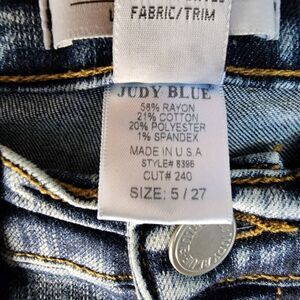 FABRIC/TRIM
JUDY BLUE
58% RAYON
21% COTTON
20% POLYESTER
1% SPANDEX
MADE IN U.S.A
STYLE# 8396
CUT# 240
SIZE: 5 / 27